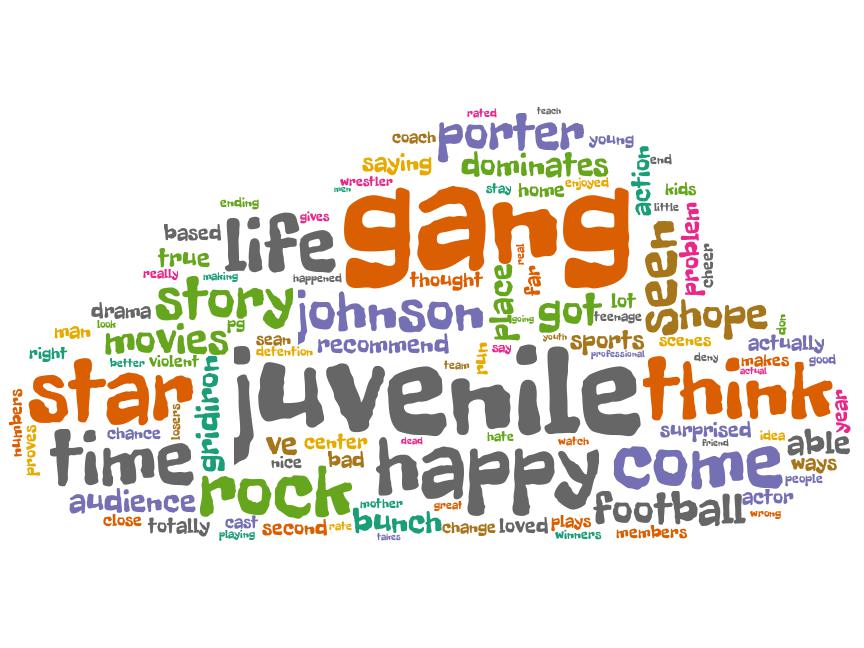 rated
teach
coach
porter
young
saying
dominates
end
wrestler
men
stay
home
enjoyed
action
kids
ending
gives
gang
little
based
life
seen
problem
cheer
true
real
really
making
happened
thought
place
far
drama
story
johnson
going
got
lot
teenage
hope
don
look
man
movies
pg
sean
recommend
youth
sports
scenes
actually
right
better
violent
detention
run
say
professional
deny
makes
good
star
gridiron
juvenile
team
think
actual
year
numbers
proves
chance
losers
ve
center
dead
hate
watch
surprised
friend
idea
able
time
nice
bad
happy
come
ways
people
audience
rock
mother
great
football
actor
wrong
close
totally
cast
playing
second
rate
bunch
takes
change
loved
plays
winners
members